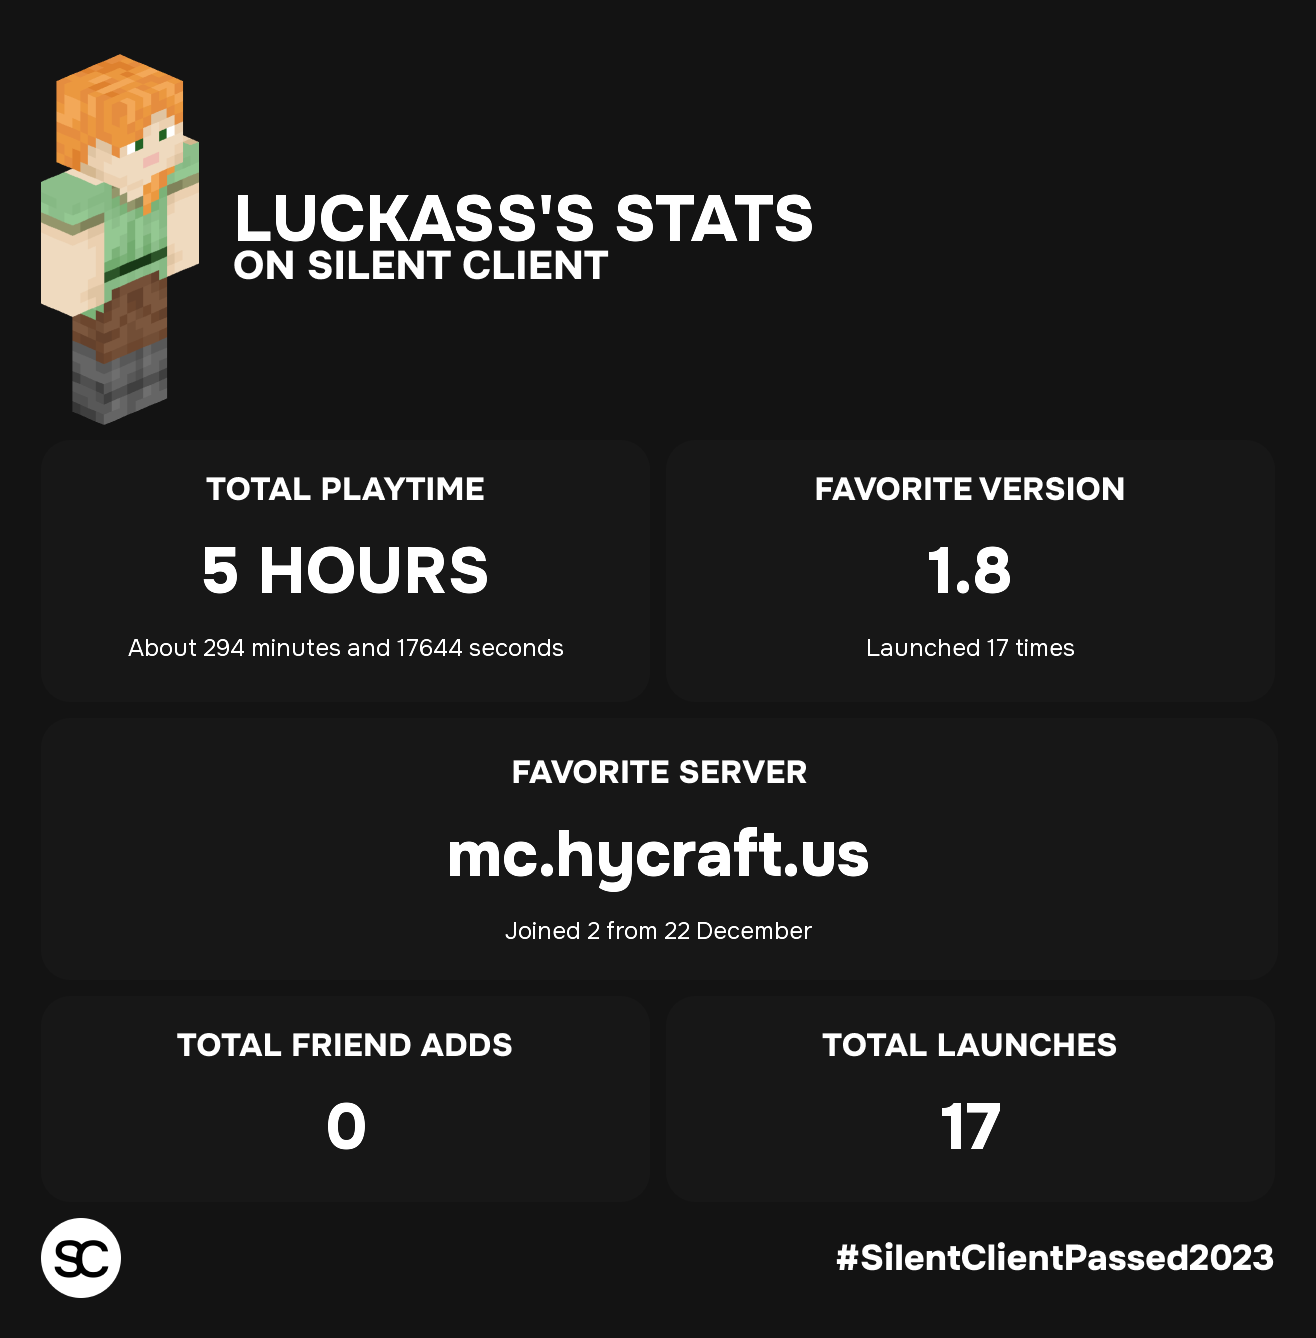 LUCKASS'S STATS
ON SILENT CLIENT
TOTAL PLAYTIME
5 HOURS
About 294 minutes and 17644 seconds
FAVORITE VERSION
1.8
Launched 17 times
FAVORITE SERVER
mc.hycraft.us
Joined 2 from 22 December
TOTAL FRIEND ADDS
0
TOTAL LAUNCHES
17
SC
#SilentClientPassed2023